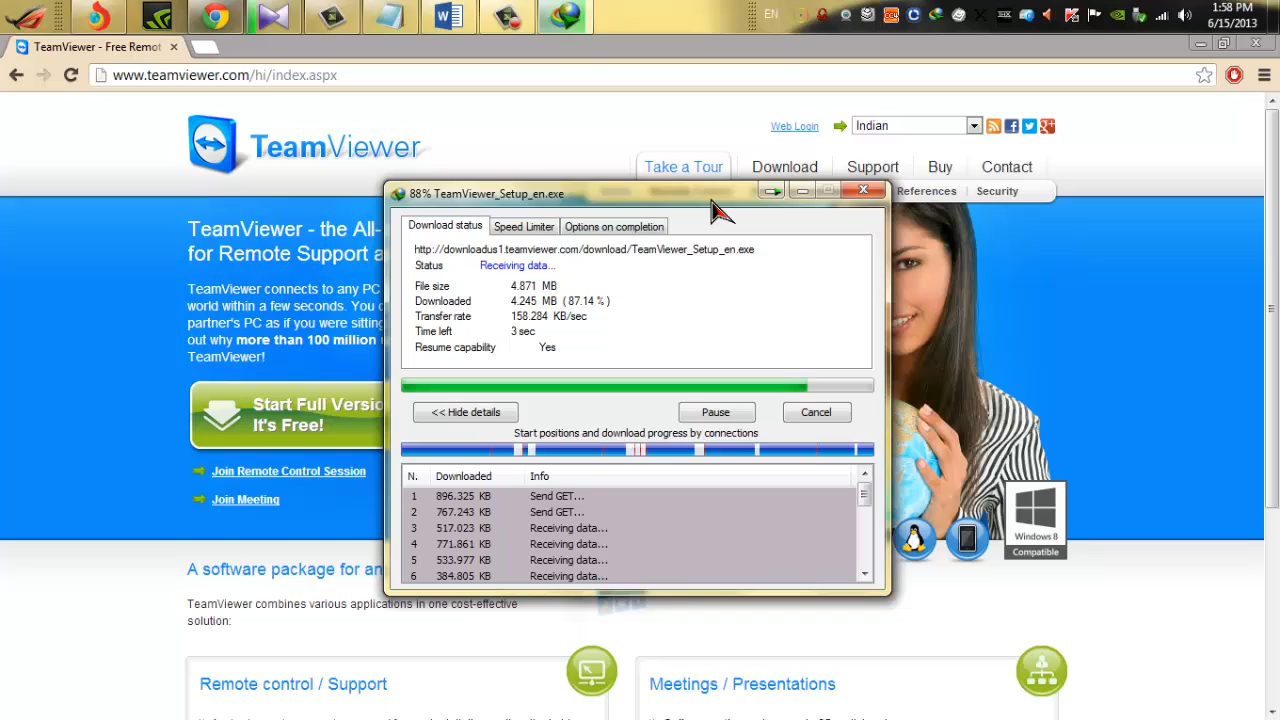 EN
1:58 PM
6/15/2013
TeamViewer - Free Remot
www.teamviewer.com/hi/index.aspx
Web Login
Indian
TeamViewer
Take a Tour
Download
Support
Buy
Contact
References
Security
TeamViewer - the All-
for Remote Support a
TeamViewer connects to any PC
world within a few seconds. You
partner's PC as if you were sitting
out why more than 100 million
TeamViewer!
Start Full Versio
It's Free!
Join Remote Control Session
Join Meeting
88% TeamViewer_Setup_en.exe
Download status
Speed Limiter
Options on completion
http://downloadus1.teamviewer.com/download/TeamViewer_Setup_en.exe
Status Receiving data...
File size 4.871 MB
Downloaded 4.245 MB ( 87.14 % )
Transfer rate 158.284 KB/sec
Time left 3 sec
Resume capability Yes
<< Hide details
Pause
Cancel
Start positions and download progress by connections
N. Downloaded Info
1 896.325 KB Send GET...
2 767.243 KB Send GET...
3 517.023 KB Receiving data...
4 771.861 KB Receiving data...
5 533.977 KB Receiving data...
6 384.805 KB Receiving data...
Windows 8
Compatible
A software package for an
TeamViewer combines various applications in one cost-effective
solution:
Remote control / Support
Meetings / Presentations